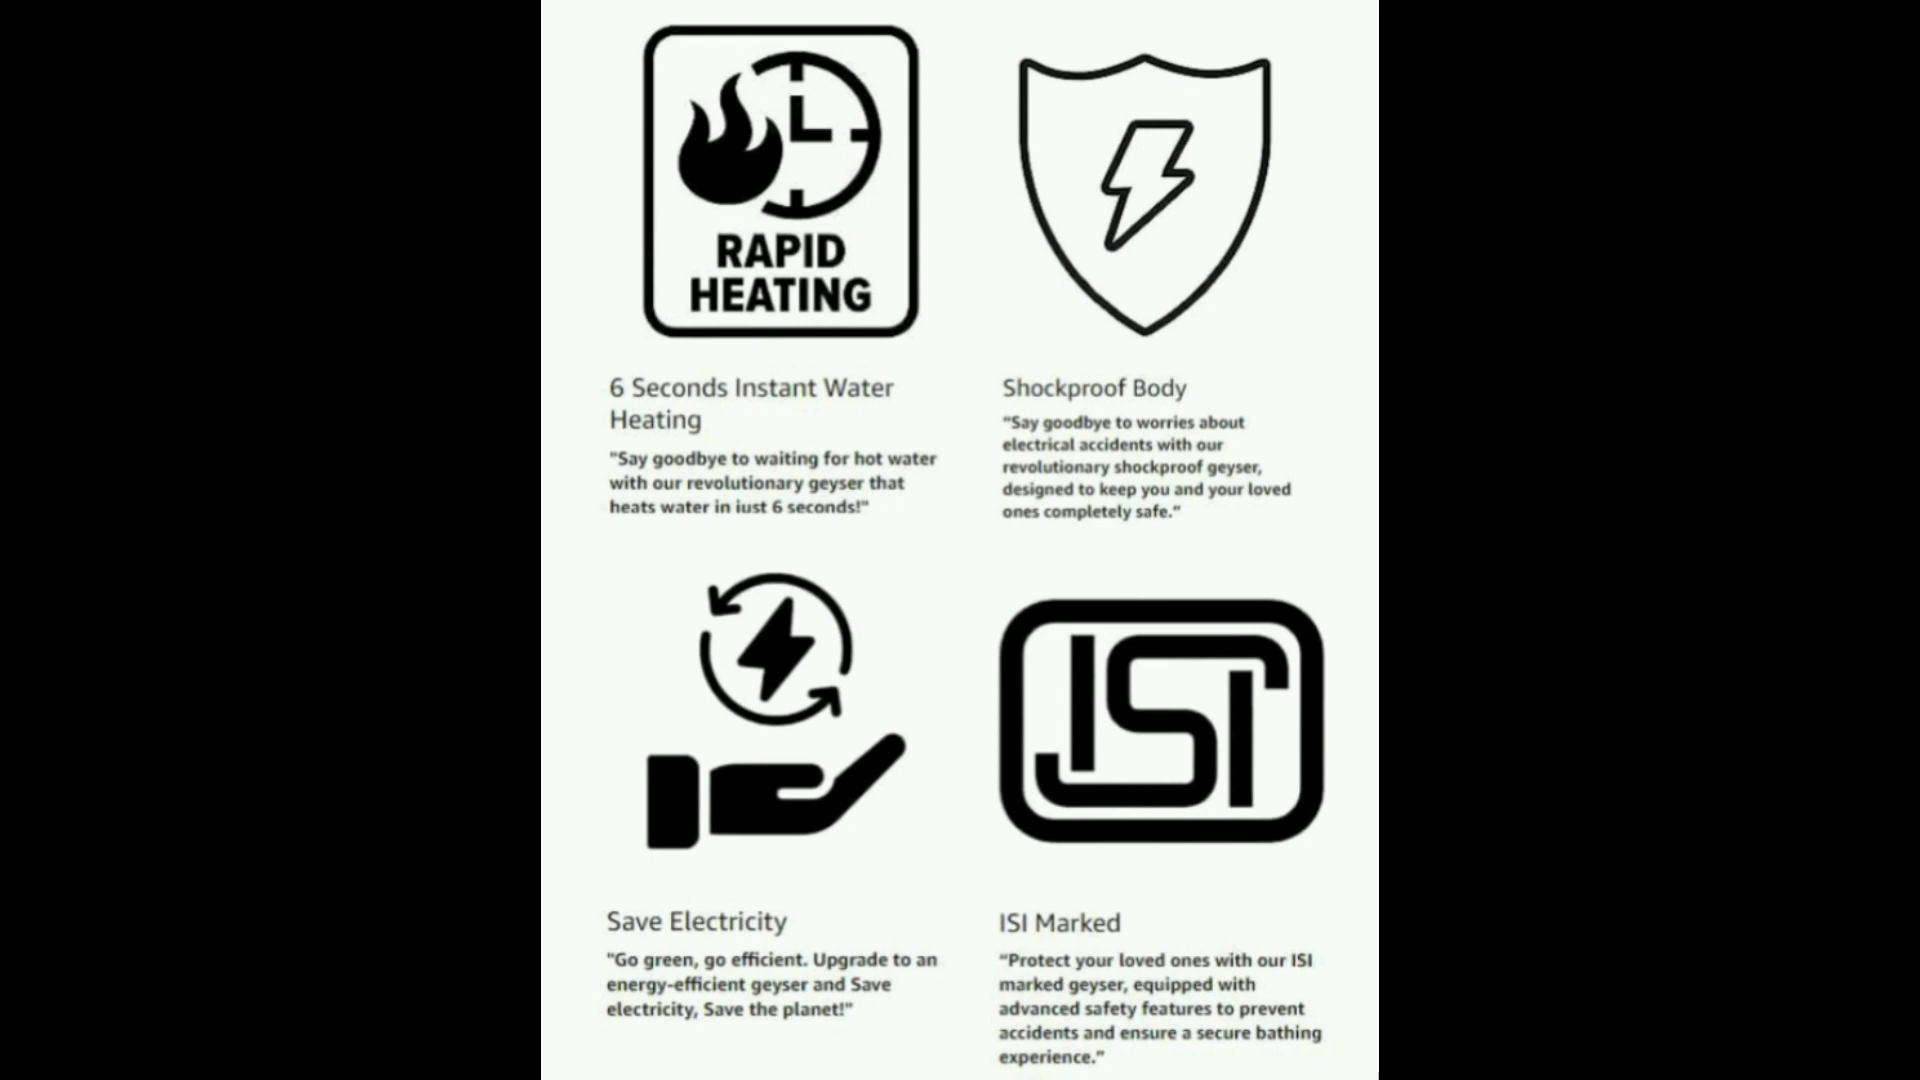 RAPID
HEATING
6 Seconds Instant Water
Heating
"Say goodbye to waiting for hot water
with our revolutionary geyser that
heats water in just 6 seconds!"
Shockproof Body
“Say goodbye to worries about
electrical accidents with our
revolutionary shockproof geyser,
designed to keep you and your loved
ones completely safe.”
ISI
Save Electricity
"Go green, go efficient. Upgrade to an
energy-efficient geyser and Save
electricity, Save the planet!"
ISI Marked
“Protect your loved ones with our ISI
marked geyser, equipped with
advanced safety features to prevent
accidents and ensure a secure bathing
experience.”